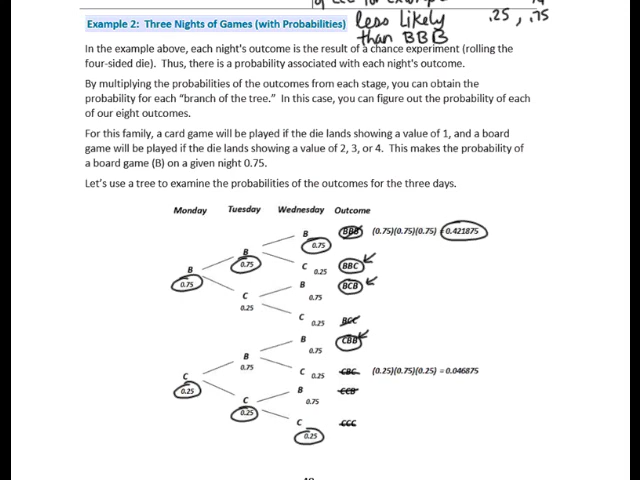 less likely .25, .75
Example 2: Three Nights of Games (with Probabilities)
than BBB
In the example above, each night's outcome is the result of a chance experiment (rolling the
four-sided die). Thus, there is a probability associated with each night's outcome.
By multiplying the probabilities of the outcomes from each stage, you can obtain the
probability for each "branch of the tree." In this case, you can figure out the probability of each
of our eight outcomes.
For this family, a card game will be played if the die lands showing a value of 1, and a board
game will be played if the die lands showing a value of 2, 3, or 4. This makes the probability of
a board game (B) on a given night 0.75.
Let's use a tree to examine the probabilities of the outcomes for the three days.
Monday Tuesday Wednesday Outcome
B BBB (0.75)(0.75)(0.75) = 0.421875
0.75
B
0.75
C 0.25 BBC
B
0.75
B BCB
0.75
C
0.25
C 0.25 BCC
B CBB
0.75
B
0.75
C 0.25 CBC (0.25)(0.75)(0.25) = 0.046875
C
0.25
B CCB
0.75
C
0.25
C CCC
0.25